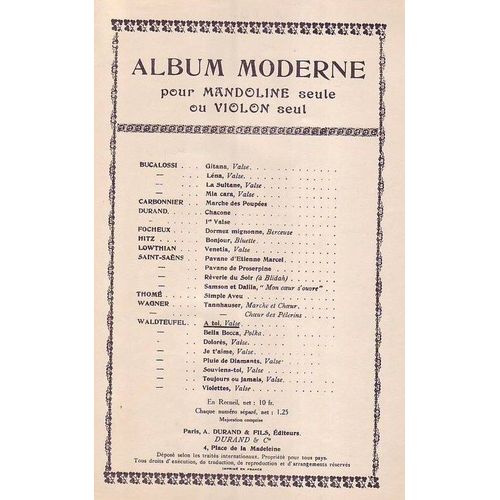 ALBUM MODERNE
pour MANDOLINE seule
ou VIOLON seul
BUCALOSSI . . Gitana, Valse
— Léna, Valse
— La Sultane, Valse
— Mia cara, Valse
CARBONNIER . Marche des Poupées
DURAND. . . Chacone
— 1re Valse
FOCHEUX . . Dormez mignonne, Berceuse
HITZ . . . Bonjour, Bluette
LOWTHIAN . . Venetia, Valse
SAINT-SAËNS . Pavane d'Etienne Marcel
— Pavane de Proserpine
— Rêverie du Soir (à Blidah)
— Samson et Dalila, "Mon cœur s'ouvre"
THOMÉ . . . Simple Aveu
WAGNER . . Tannhauser, Marche et Chœur
— — Chœur des Pèlerins
WALDTEUFEL . A toi, Valse
— Bella Bocca, Polka
— Dolorès, Valse
— Je t'aime, Valse
— Pluie de Diamants, Valse
— Souviens-toi, Valse
— Toujours ou jamais, Valse
— Violettes, Valse
En Recueil, net : 10 fr.
Chaque numéro séparé, net : 1.25
Majoration comprise
Paris, A. DURAND & FILS, Éditeurs.
DURAND & Cie
4, Place de la Madeleine
Déposé selon les traités internationaux. Propriété pour tous pays.
Tous droits d'exécution, de traduction, de reproduction et d'arrangements réservés
IMPRIMÉ EN FRANCE